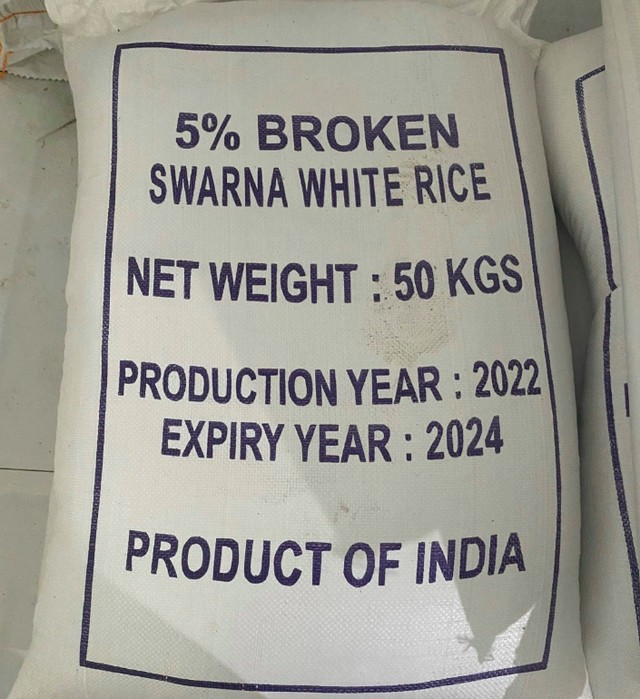 5% BROKEN
SWARNA WHITE RICE
NET WEIGHT : 50 KGS
PRODUCTION YEAR : 2022
EXPIRY YEAR : 2024
PRODUCT OF INDIA